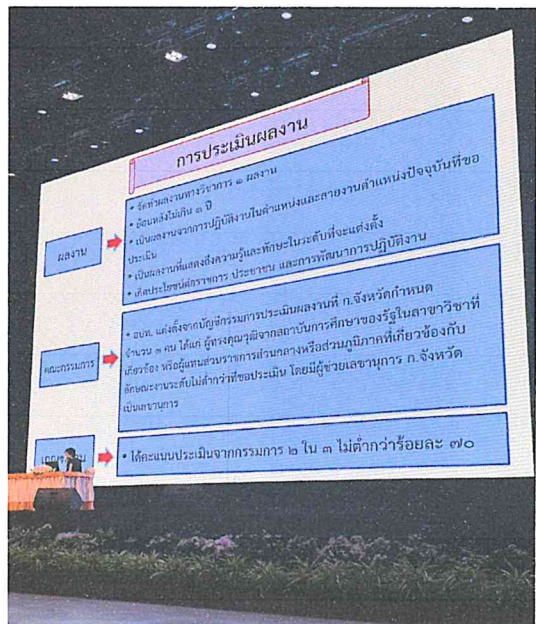 การประเมินผลงาน
ผลงาน
• จัดทำผลงานทางวิชาการ ๑ ผลงาน
• ย้อนหลังไม่เกิน ๓ ปี
• เป็นผลงานจากการปฏิบัติงานในตำแหน่งและสายงานตำแหน่งปัจจุบันที่ขอ
ประเมิน
• เป็นผลงานที่แสดงถึงความรู้และทักษะในระดับที่จะแต่งตั้ง
• เกิดประโยชน์ต่อราชการ ประชาชน และการพัฒนาการปฏิบัติงาน
คณะกรรมการ
• อบท. แต่งตั้งจากบัญชีกรรมการประเมินผลงานที่ ก.จังหวัดกำหนด
จำนวน ๓ คน ได้แก่ ผู้ทรงคุณวุฒิจากสถาบันการศึกษาของรัฐในสาขาวิชาที่
เกี่ยวข้อง หรือผู้แทนส่วนราชการส่วนกลางหรือส่วนภูมิภาคที่เกี่ยวข้องกับ
ลักษณะงานระดับไม่ต่ำกว่าที่ขอประเมิน โดยมีผู้ช่วยเลขานุการ ก.จังหวัด
เป็นเลขานุการ
• ได้คะแนนประเมินจากกรรมการ ๒ ใน ๓ ไม่ต่ำกว่าร้อยละ ๗๐